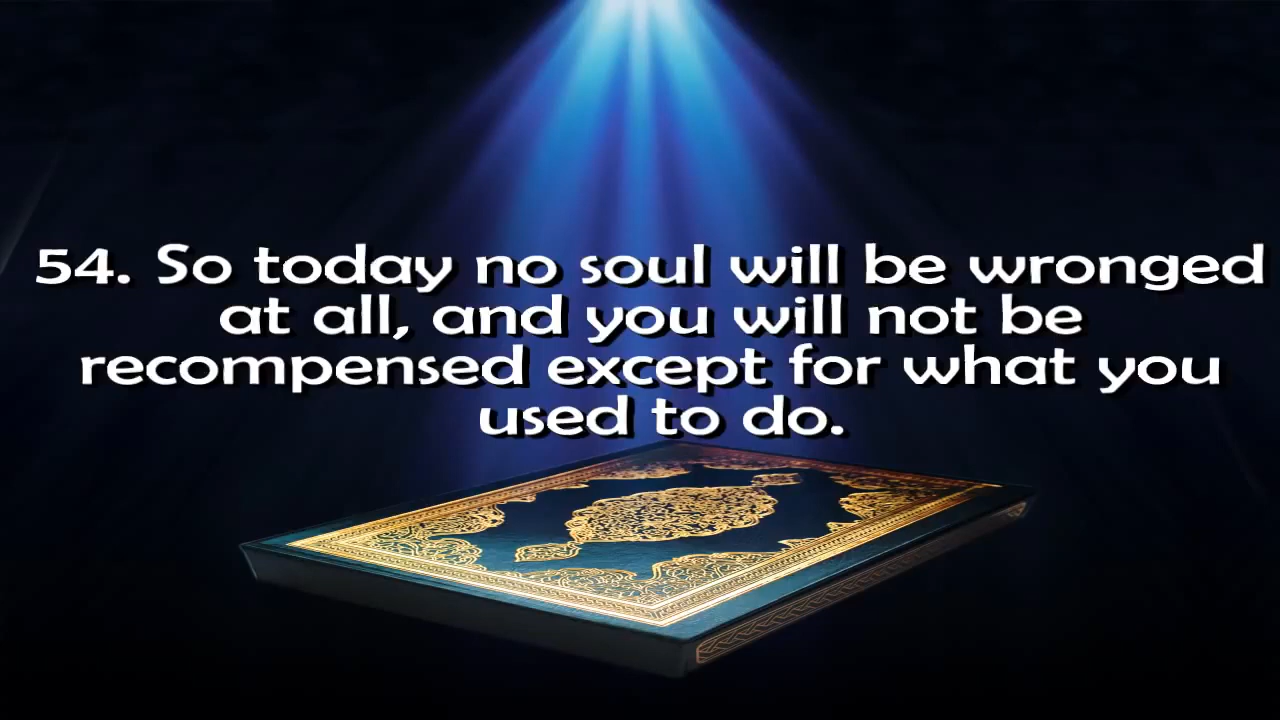 54. So today no soul will be wronged
at all, and you will not be
recompensed except for what you
used to do.